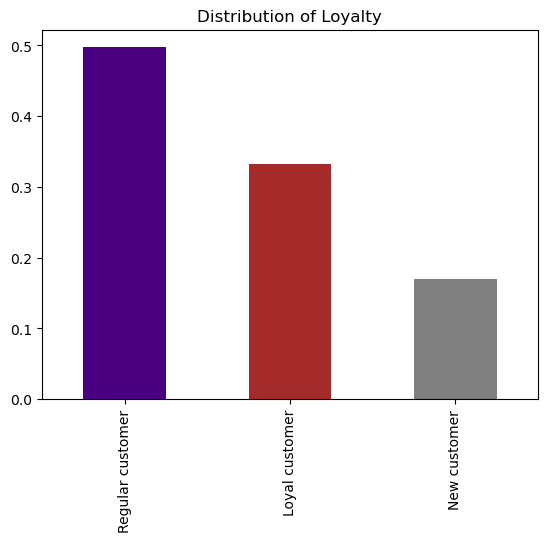 Distribution of Loyalty
0.5
0.4
0.3
0.2
0.1
0.0
Regular customer
Loyal customer
New customer